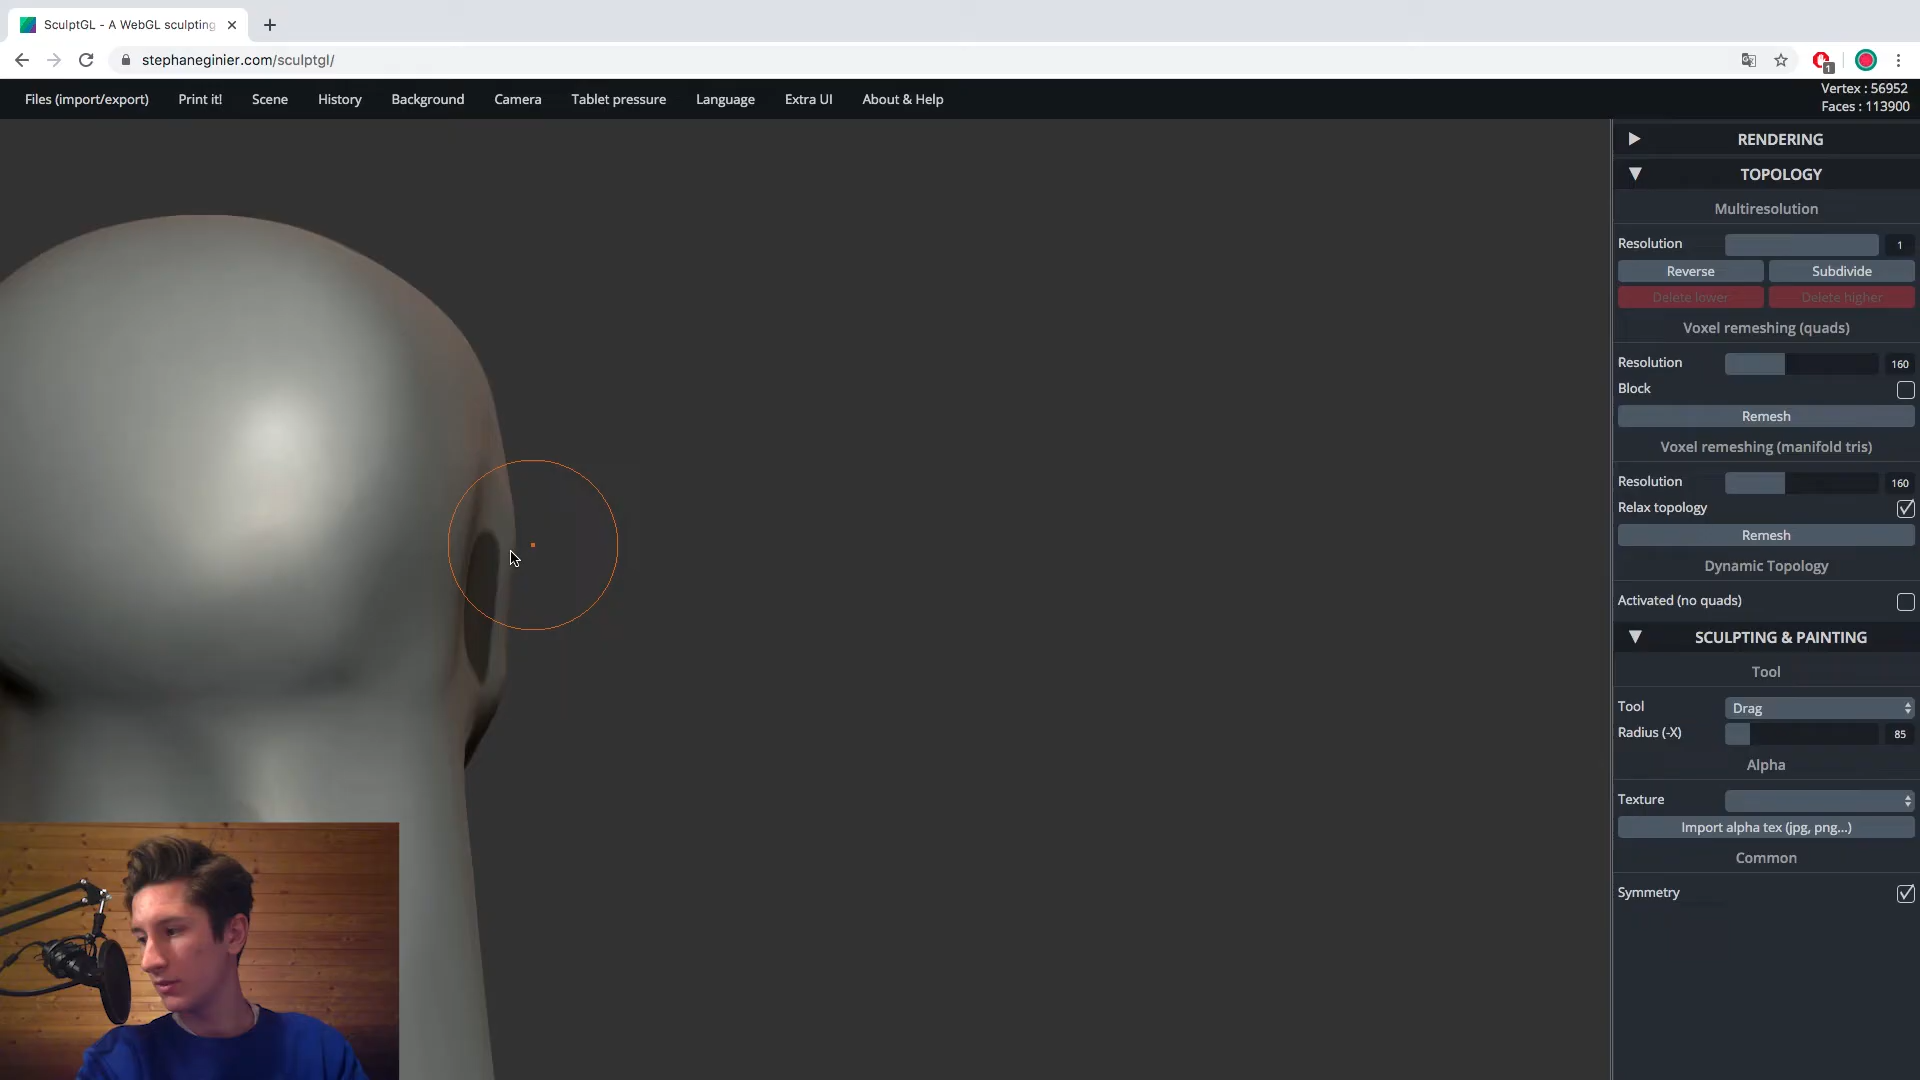 SculptGL - A WebGL sculpting
stephaneginier.com/sculptgl/
1
Files (import/export) Print it! Scene History Background Camera Tablet pressure Language Extra UI About & Help
Vertex : 56952
Faces : 113900
RENDERING
TOPOLOGY
Multiresolution
Resolution 1
Reverse Subdivide
Delete lower Delete higher
Voxel remeshing (quads)
Resolution 160
Block
Remesh
Voxel remeshing (manifold tris)
Resolution 160
Relax topology
Remesh
Dynamic Topology
Activated (no quads)
SCULPTING & PAINTING
Tool
Tool Drag
Radius (-X) 85
Alpha
Texture
Import alpha tex (jpg, png...)
Common
Symmetry